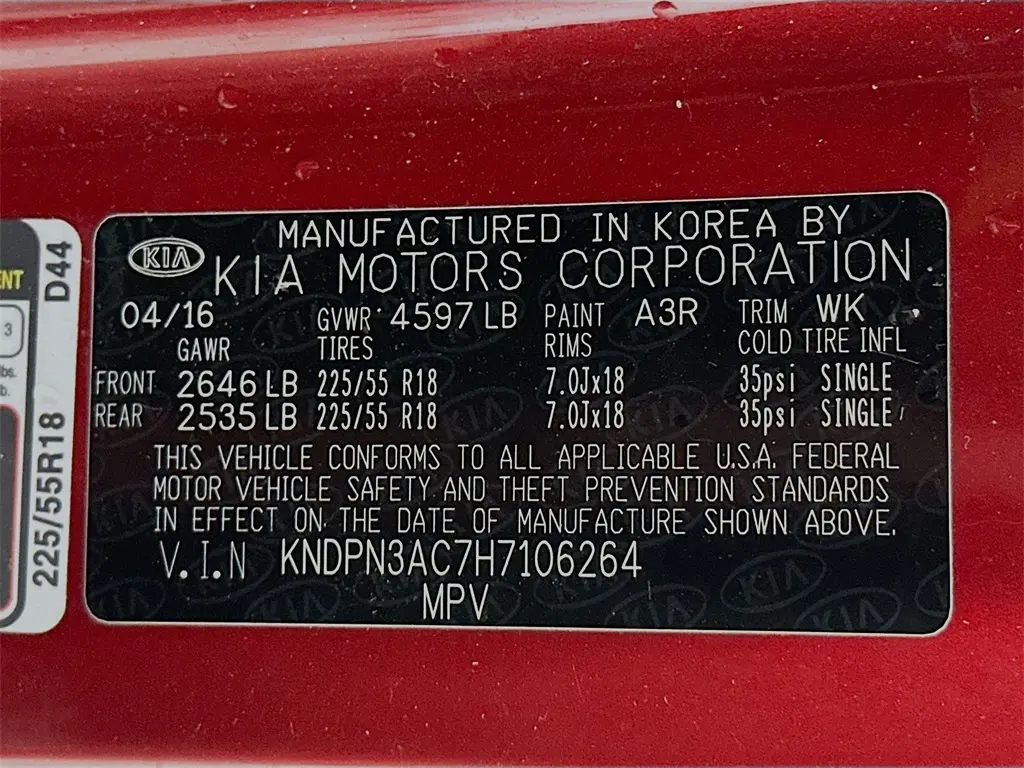 MANUFACTURED IN KOREA BY
KIA
KIA MOTORS CORPORATION
04/16 GVWR 4597 LB PAINT A3R TRIM WK
GAWR TIRES RIMS COLD TIRE INFL
FRONT 2646 LB 225/55 R18 7.0Jx18 35psi SINGLE
REAR 2535 LB 225/55 R18 7.0Jx18 35psi SINGLE
THIS VEHICLE CONFORMS TO ALL APPLICABLE U.S.A. FEDERAL
MOTOR VEHICLE SAFETY AND THEFT PREVENTION STANDARDS
IN EFFECT ON THE DATE OF MANUFACTURE SHOWN ABOVE.
V.I.N KNDPN3AC7H7106264
MPV
225/55R18 D44
ENT
3
lbs.
b.